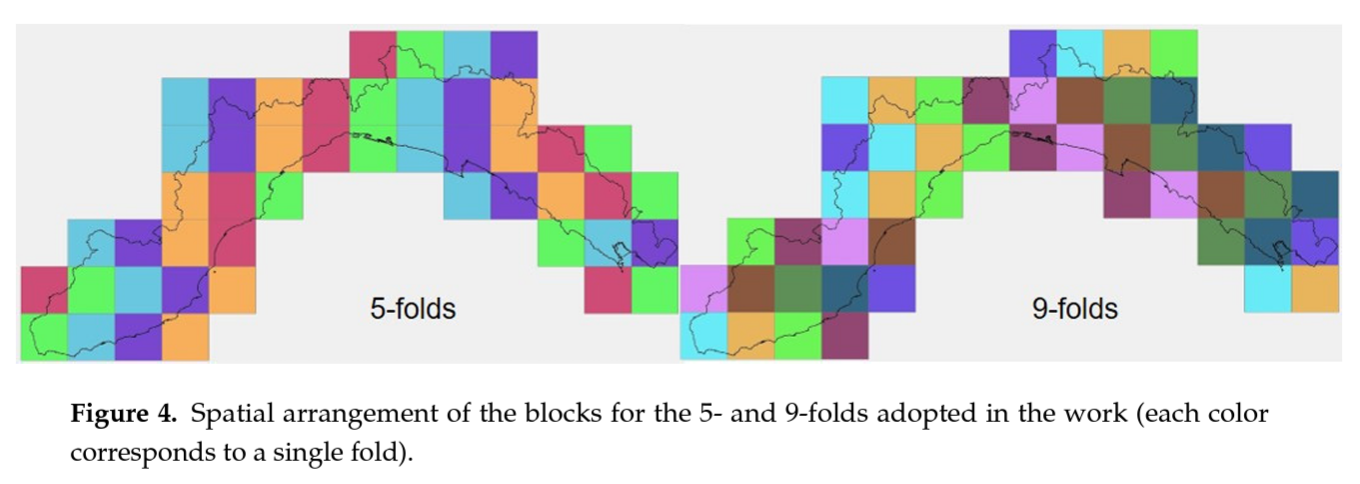 5-folds
9-folds
Figure 4. Spatial arrangement of the blocks for the 5- and 9-folds adopted in the work (each color
corresponds to a single fold).